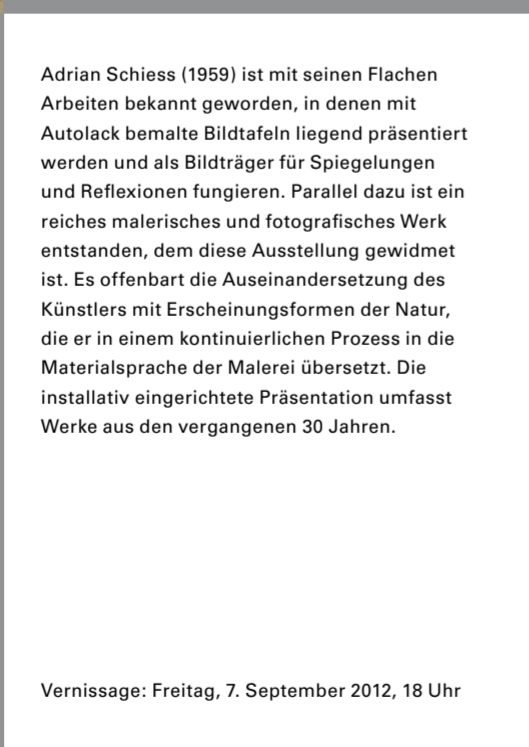 Adrian Schiess (1959) ist mit seinen Flachen
Arbeiten bekannt geworden, in denen mit
Autolack bemalte Bildtafeln liegend präsentiert
werden und als Bildträger für Spiegelungen
und Reflexionen fungieren. Parallel dazu ist ein
reiches malerisches und fotografisches Werk
entstanden, dem diese Ausstellung gewidmet
ist. Es offenbart die Auseinandersetzung des
Künstlers mit Erscheinungsformen der Natur,
die er in einem kontinuierlichen Prozess in die
Materialsprache der Malerei übersetzt. Die
installativ eingerichtete Präsentation umfasst
Werke aus den vergangenen 30 Jahren.
Vernissage: Freitag, 7. September 2012, 18 Uhr